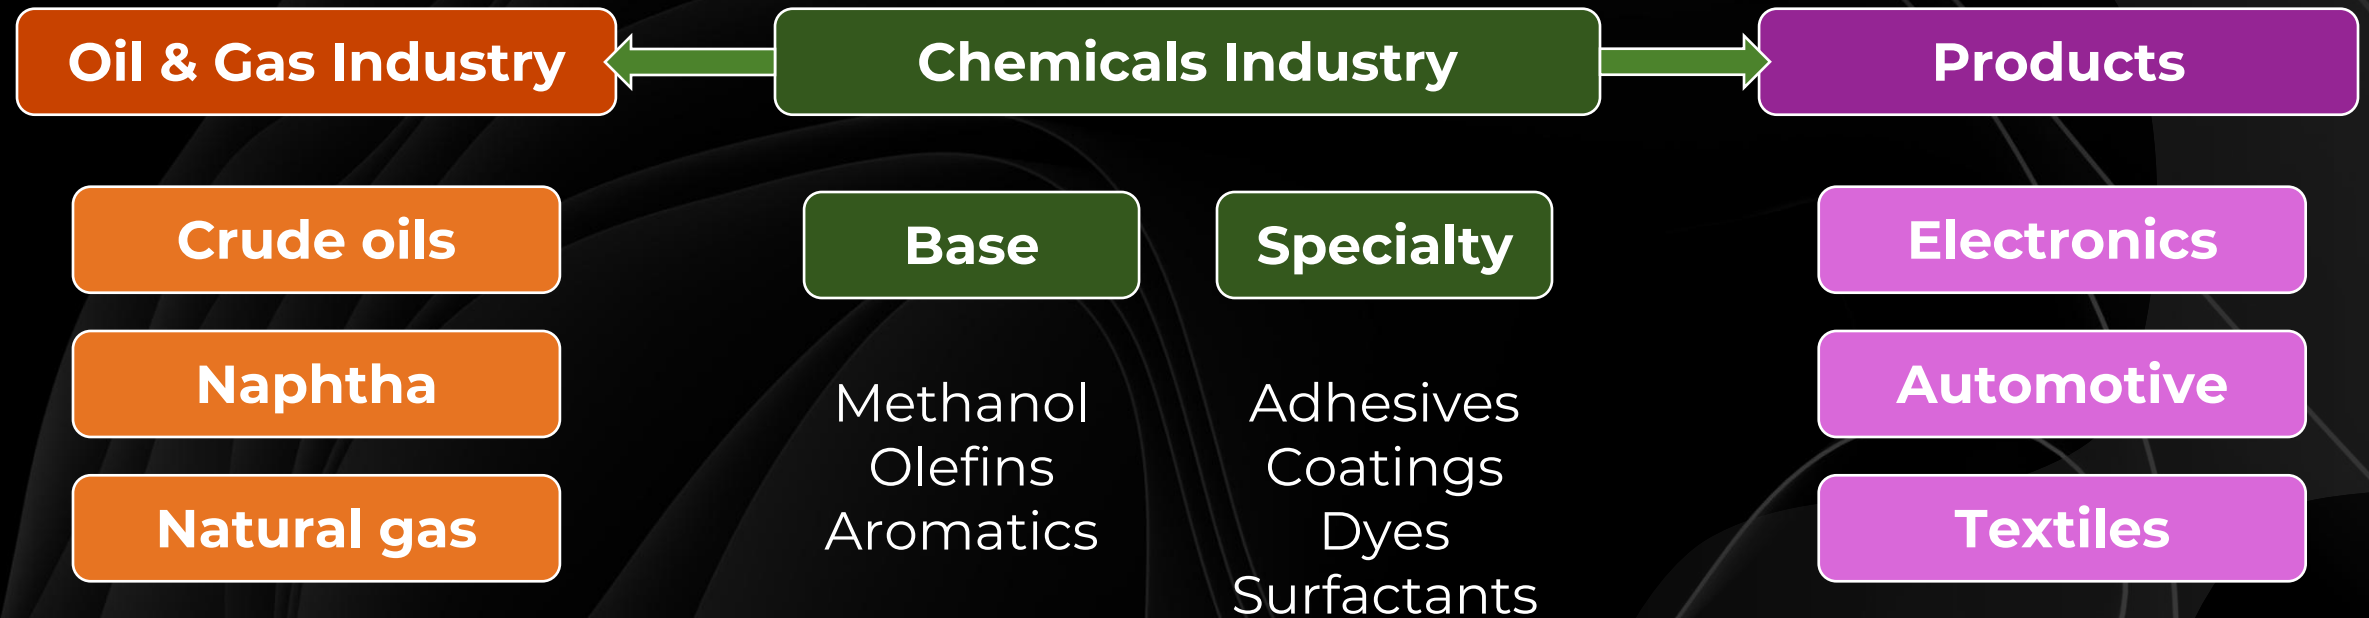 Oil & Gas Industry
Chemicals Industry
Products
Crude oils
Naphtha
Natural gas
Base
Methanol
Olefins
Aromatics
Specialty
Adhesives
Coatings
Dyes
Surfactants
Electronics
Automotive
Textiles